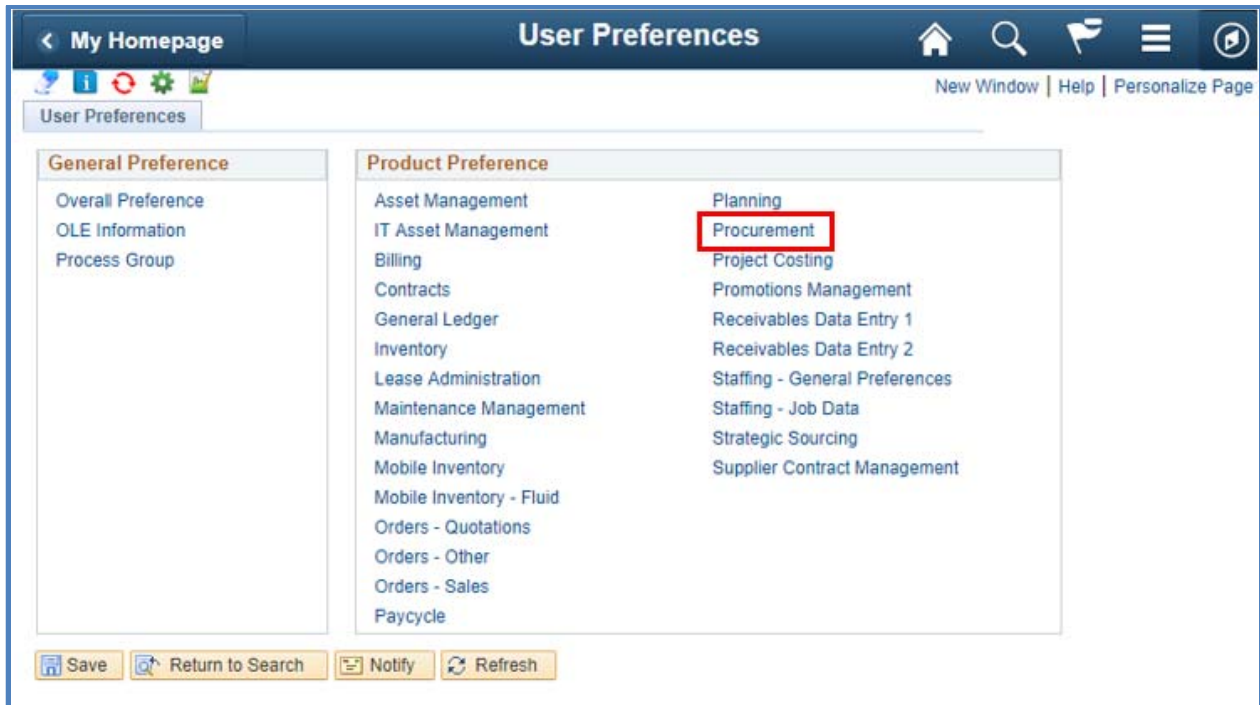 My Homepage
User Preferences
New Window | Help | Personalize Page
User Preferences
General Preference
Overall Preference
OLE Information
Process Group
Product Preference
Asset Management
IT Asset Management
Billing
Contracts
General Ledger
Inventory
Lease Administration
Maintenance Management
Manufacturing
Mobile Inventory
Mobile Inventory - Fluid
Orders - Quotations
Orders - Other
Orders - Sales
Paycycle
Planning
Procurement
Project Costing
Promotions Management
Receivables Data Entry 1
Receivables Data Entry 2
Staffing - General Preferences
Staffing - Job Data
Strategic Sourcing
Supplier Contract Management
Save
Return to Search
Notify
Refresh